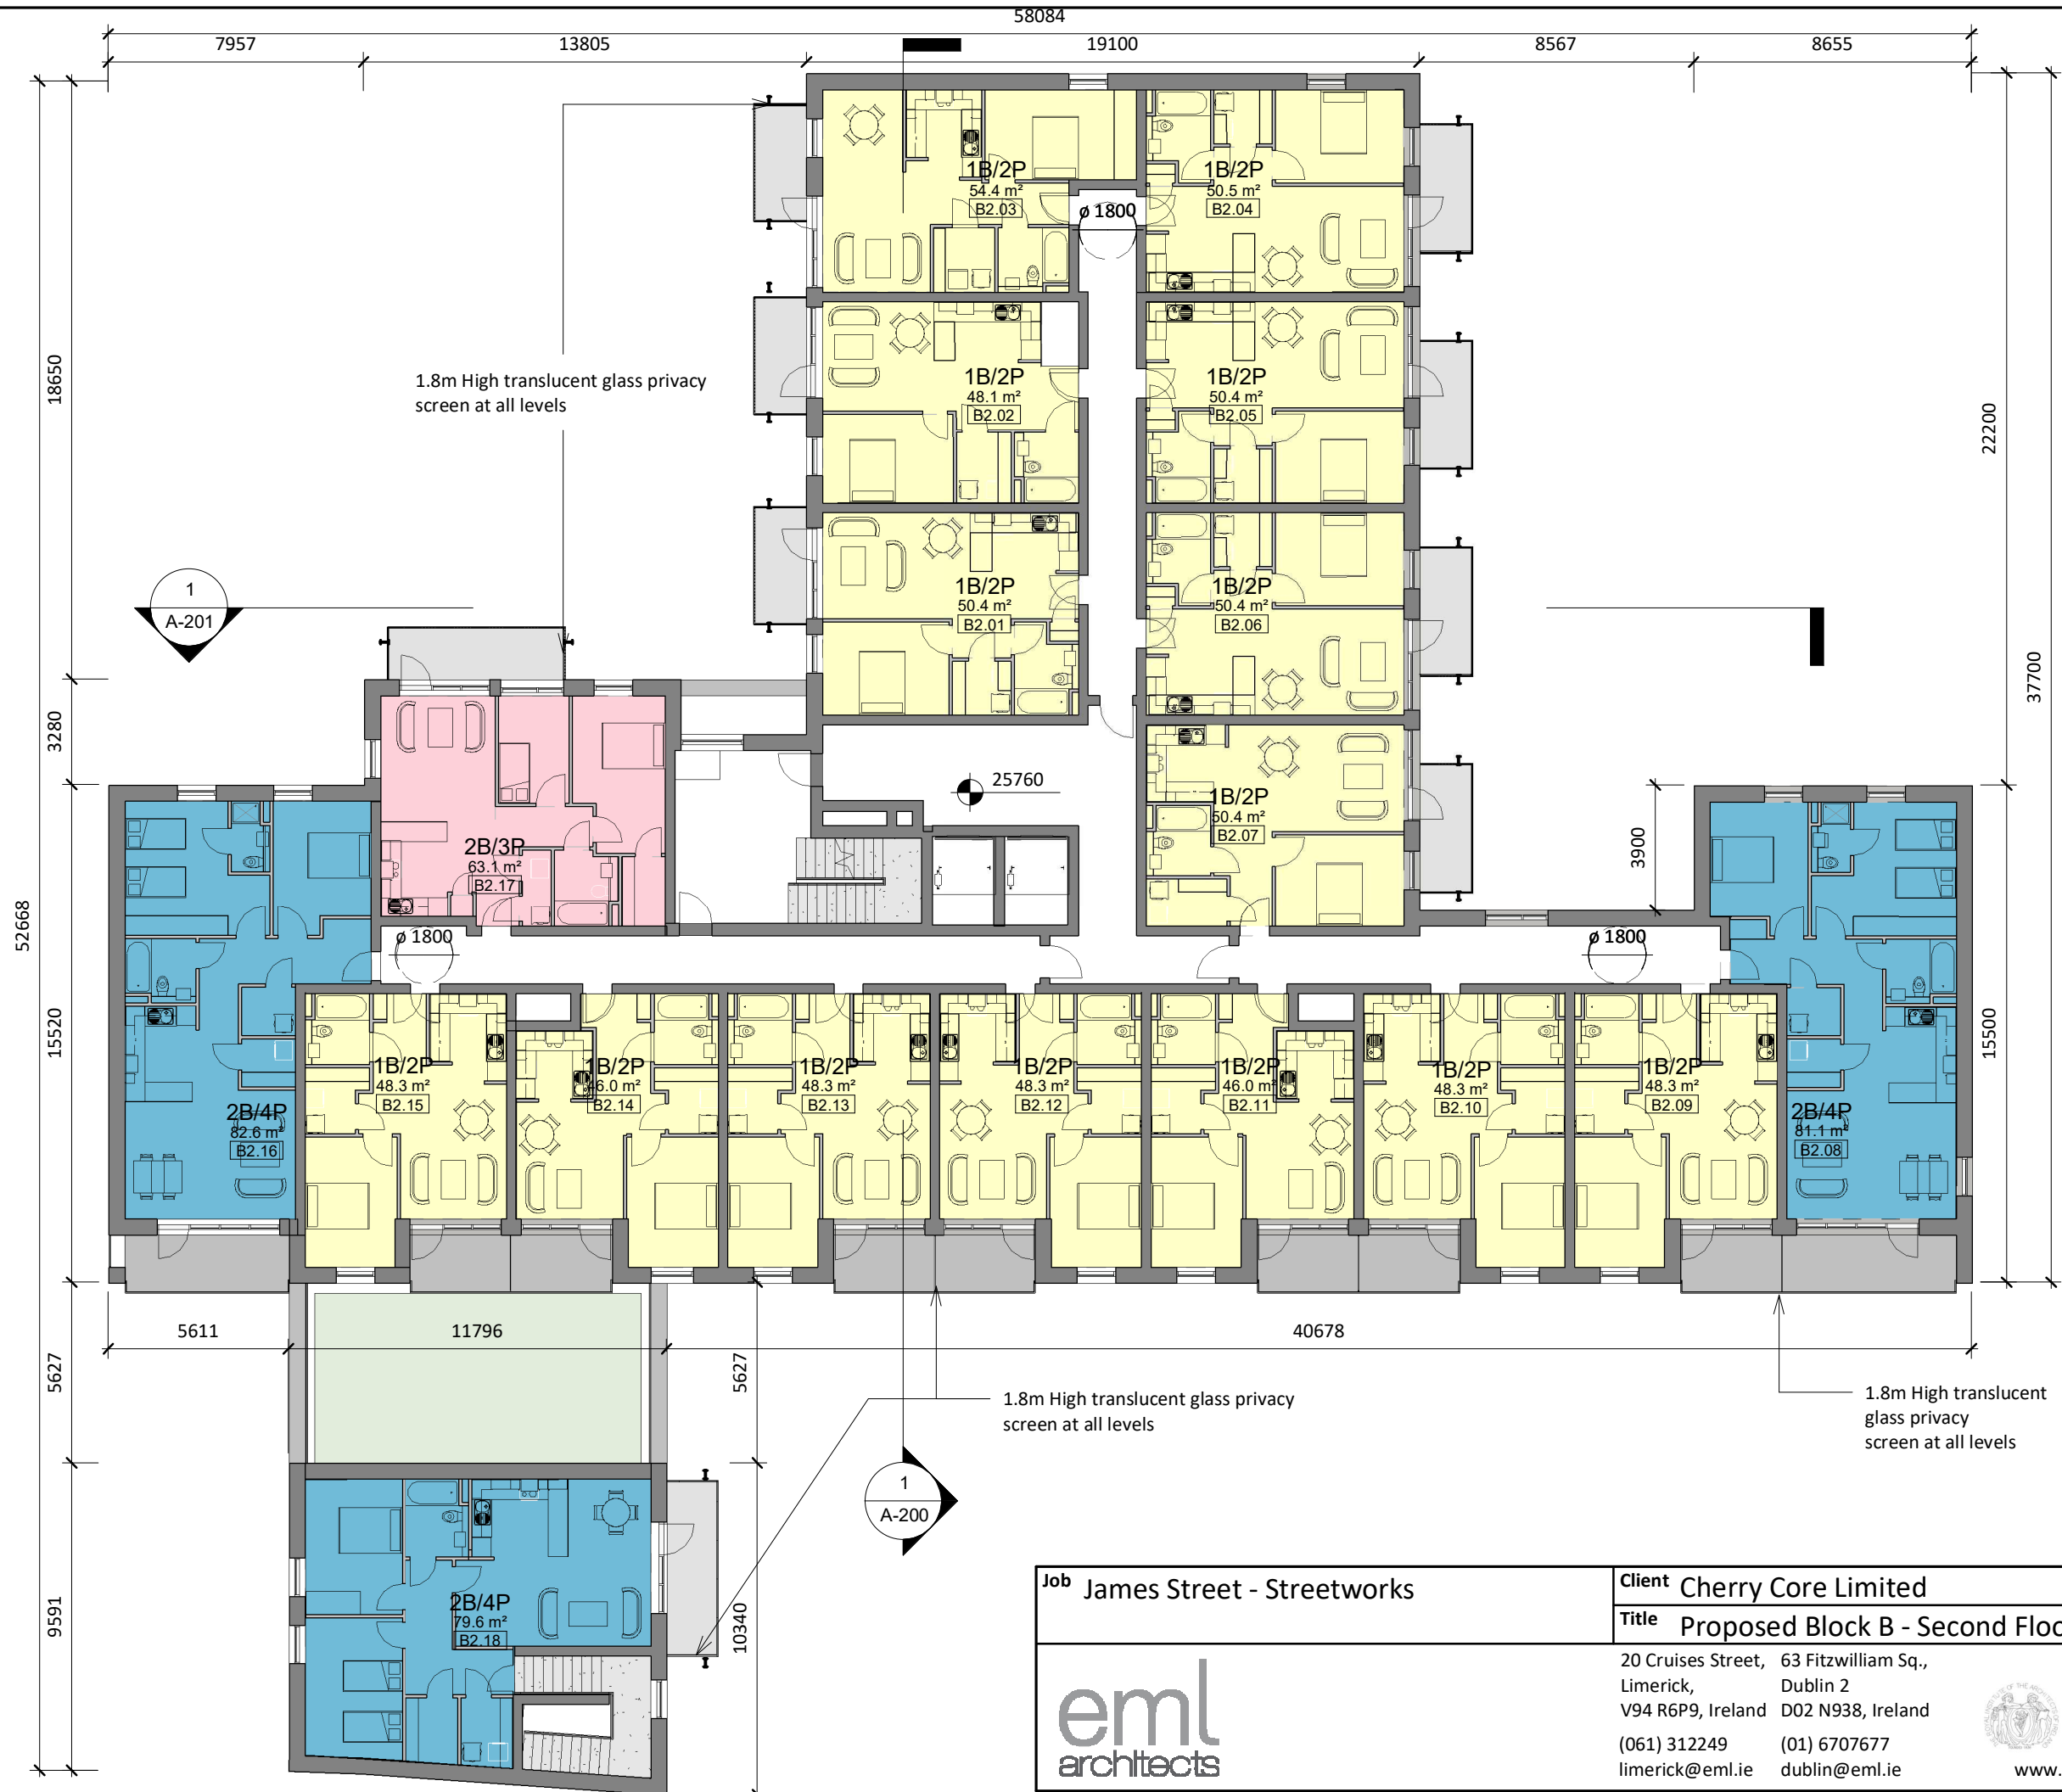 58084
7957
13805
19100
8567
8655
1B/2P
54.4 m²
B2.03
ø 1800
1B/2P
50.5 m²
B2.04
18650
22200
1.8m High translucent glass privacy
screen at all levels
1B/2P
48.1 m²
B2.02
1B/2P
50.4 m²
B2.05
1
A-201
1B/2P
50.4 m²
B2.01
1B/2P
50.4 m²
B2.06
37700
3280
25760
1B/2P
50.4 m²
B2.07
3900
2B/3P
63.1 m²
B2.17
52668
ø 1800
ø 1800
15520
15500
2B/4P
82.6 m²
B2.16
1B/2P
48.3 m²
B2.15
1B/2P
46.0 m²
B2.14
1B/2P
48.3 m²
B2.13
1B/2P
48.3 m²
B2.12
1B/2P
46.0 m²
B2.11
1B/2P
48.3 m²
B2.10
1B/2P
48.3 m²
B2.09
2B/4P
81.1 m²
B2.08
5611
11796
40678
5627
5627
1.8m High translucent glass privacy
screen at all levels
1.8m High translucent
glass privacy
screen at all levels
1
A-200
9591
10340
2B/4P
79.6 m²
B2.18
Job James Street - Streetworks
Client Cherry Core Limited
Title Proposed Block B - Second Floo
eml
architects
20 Cruises Street,
Limerick,
V94 R6P9, Ireland
(061) 312249
limerick@eml.ie
63 Fitzwilliam Sq.,
Dublin 2
D02 N938, Ireland
(01) 6707677
dublin@eml.ie
www.